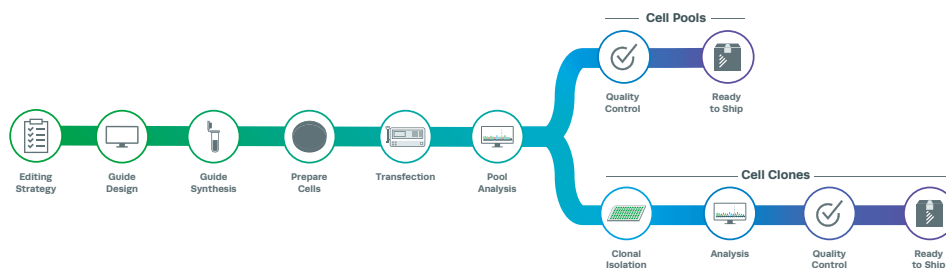 Cell Pools
Quality
Control
Ready
to Ship
Editing
Strategy
Guide
Design
Guide
Synthesis
Prepare
Cells
Transfection
Pool
Analysis
Cell Clones
Clonal
Isolation
Analysis
Quality
Control
Ready
to Ship